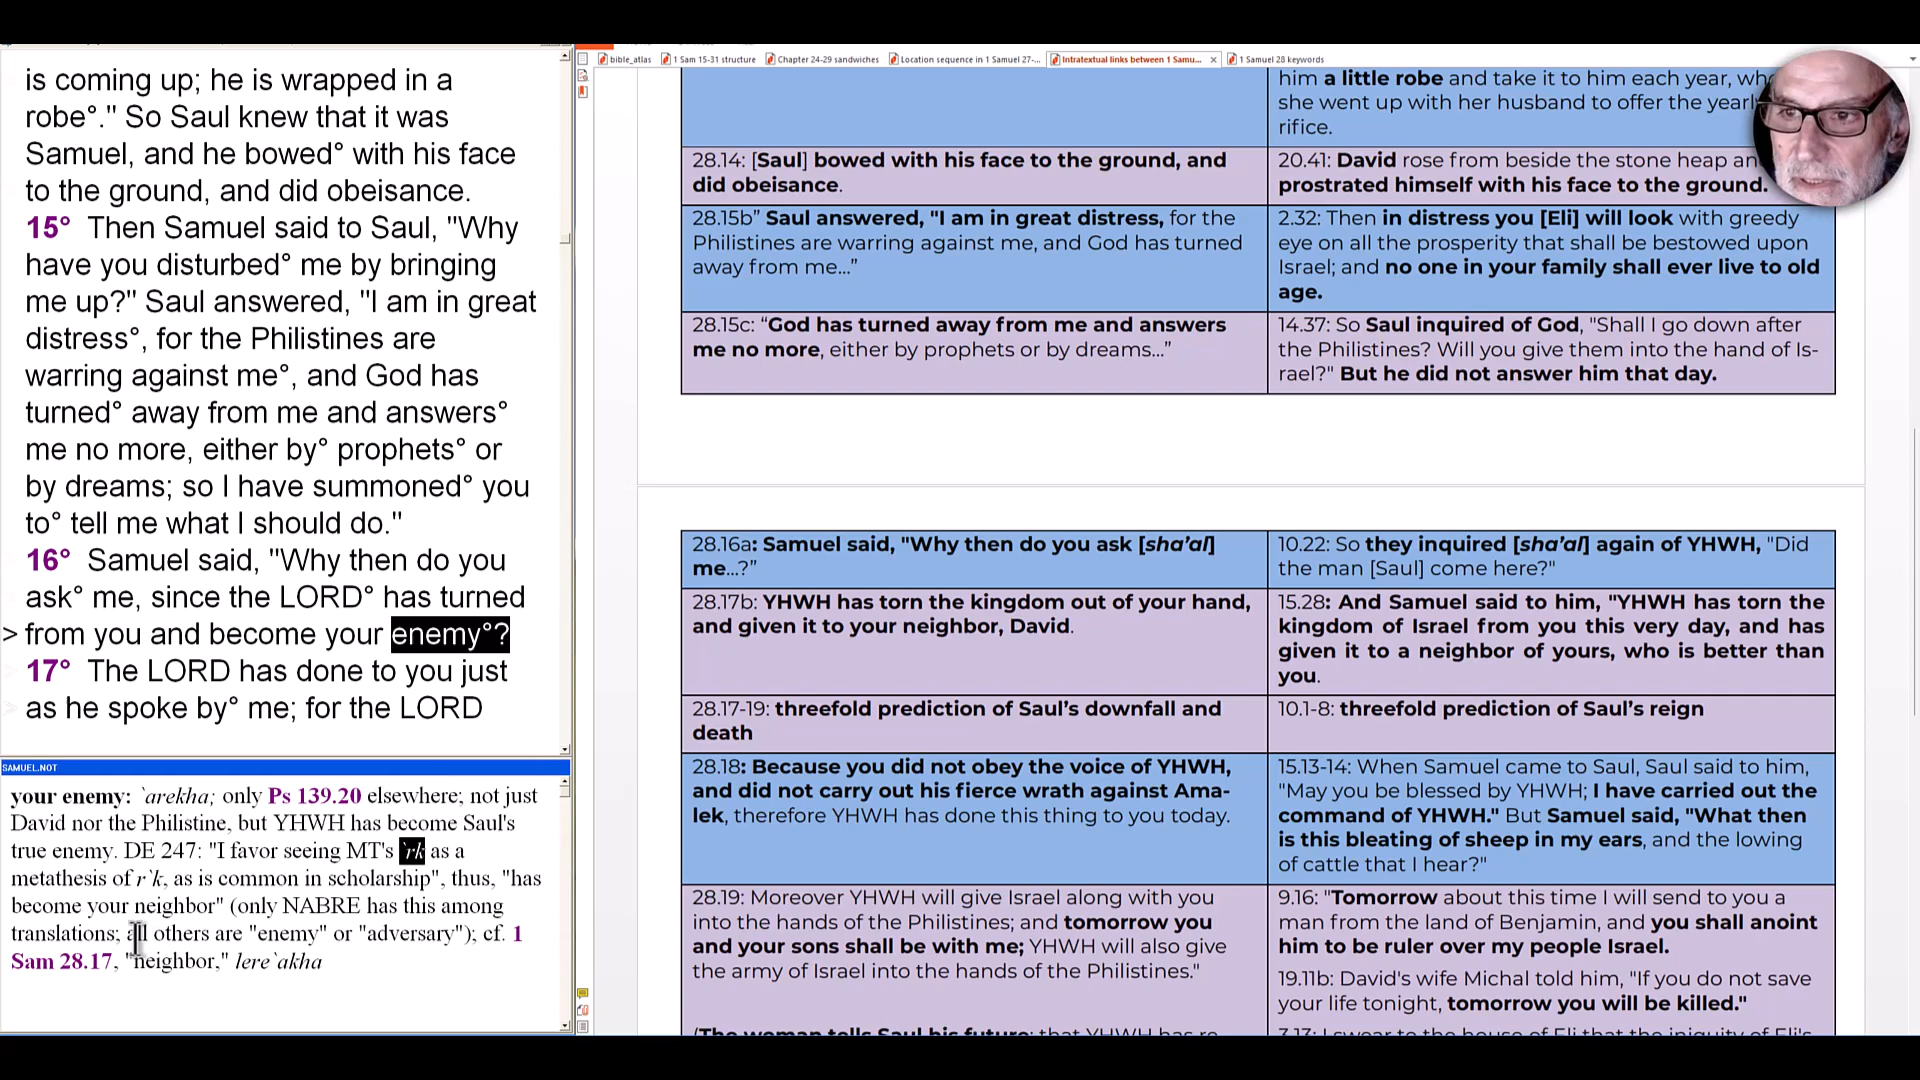 is coming up; he is wrapped in a
robe°." So Saul knew that it was
Samuel, and he bowed° with his face
to the ground, and did obeisance.
15° Then Samuel said to Saul, "Why
have you disturbed° me by bringing
me up?" Saul answered, "I am in great
distress°, for the Philistines are
warring against me°, and God has
turned° away from me and answers°
me no more, either by° prophets° or
by dreams; so I have summoned° you
to° tell me what I should do."
16° Samuel said, "Why then do you
ask° me, since the LORD° has turned
> from you and become your enemy°?
17° The LORD has done to you just
as he spoke by° me; for the LORD
SAMUEL.NOT
your enemy: `arekha; only Ps 139.20 elsewhere; not just
David nor the Philistine, but YHWH has become Saul's
true enemy. DE 247: "I favor seeing MT's `rk as a
metathesis of r`k, as is common in scholarship", thus, "has
become your neighbor" (only NABRE has this among
translations; all others are "enemy" or "adversary"); cf. 1
Sam 28.17, "neighbor," lere`akha
bible_atlas
1 Sam 15-31 structure
Chapter 24-29 sandwiches
Location sequence in 1 Samuel 27-...
Intratextual links between 1 Samu...
1 Samuel 28 keywords
him a little robe and take it to him each year,
she went up with her husband to offer the
rifice.
28.14: [Saul] bowed with his face to the ground, and
did obeisance.
20.41: David rose from beside the stone heap
prostrated himself with his face to the ground.
28.15b" Saul answered, "I am in great distress, for the
Philistines are warring against me, and God has turned
away from me..."
2.32: Then in distress you [Eli] will look with greedy
eye on all the prosperity that shall be bestowed upon
Israel; and no one in your family shall ever live to old
age.
28.15c: "God has turned away from me and answers
me no more, either by prophets or by dreams..."
14.37: So Saul inquired of God, "Shall I go down after
the Philistines? Will you give them into the hand of Is-
rael?" But he did not answer him that day.
28.16a: Samuel said, "Why then do you ask [sha'al]
me...?"
10.22: So they inquired [sha'al] again of YHWH, "Did
the man [Saul] come here?"
28.17b: YHWH has torn the kingdom out of your hand,
and given it to your neighbor, David.
15.28: And Samuel said to him, "YHWH has torn the
kingdom of Israel from you this very day, and has
given it to a neighbor of yours, who is better than
you.
28.17-19: threefold prediction of Saul's downfall and
death
10.1-8: threefold prediction of Saul's reign
28.18: Because you did not obey the voice of YHWH,
and did not carry out his fierce wrath against Ama-
lek, therefore YHWH has done this thing to you today.
15.13-14: When Samuel came to Saul, Saul said to him,
"May you be blessed by YHWH; I have carried out the
command of YHWH." But Samuel said, "What then
is this bleating of sheep in my ears, and the lowing
of cattle that I hear?"
28.19: Moreover YHWH will give Israel along with you
into the hands of the Philistines; and tomorrow you
and your sons shall be with me; YHWH will also give
the army of Israel into the hands of the Philistines."
(The woman tells Saul his future: that YHWH has re-
9.16: "Tomorrow about this time I will send to you a
man from the land of Benjamin, and you shall anoint
him to be ruler over my people Israel.
19.11b: David's wife Michal told him, "If you do not save
your life tonight, tomorrow you will be killed."
3.13: I swear to the house of Eli that the iniquity of Eli's